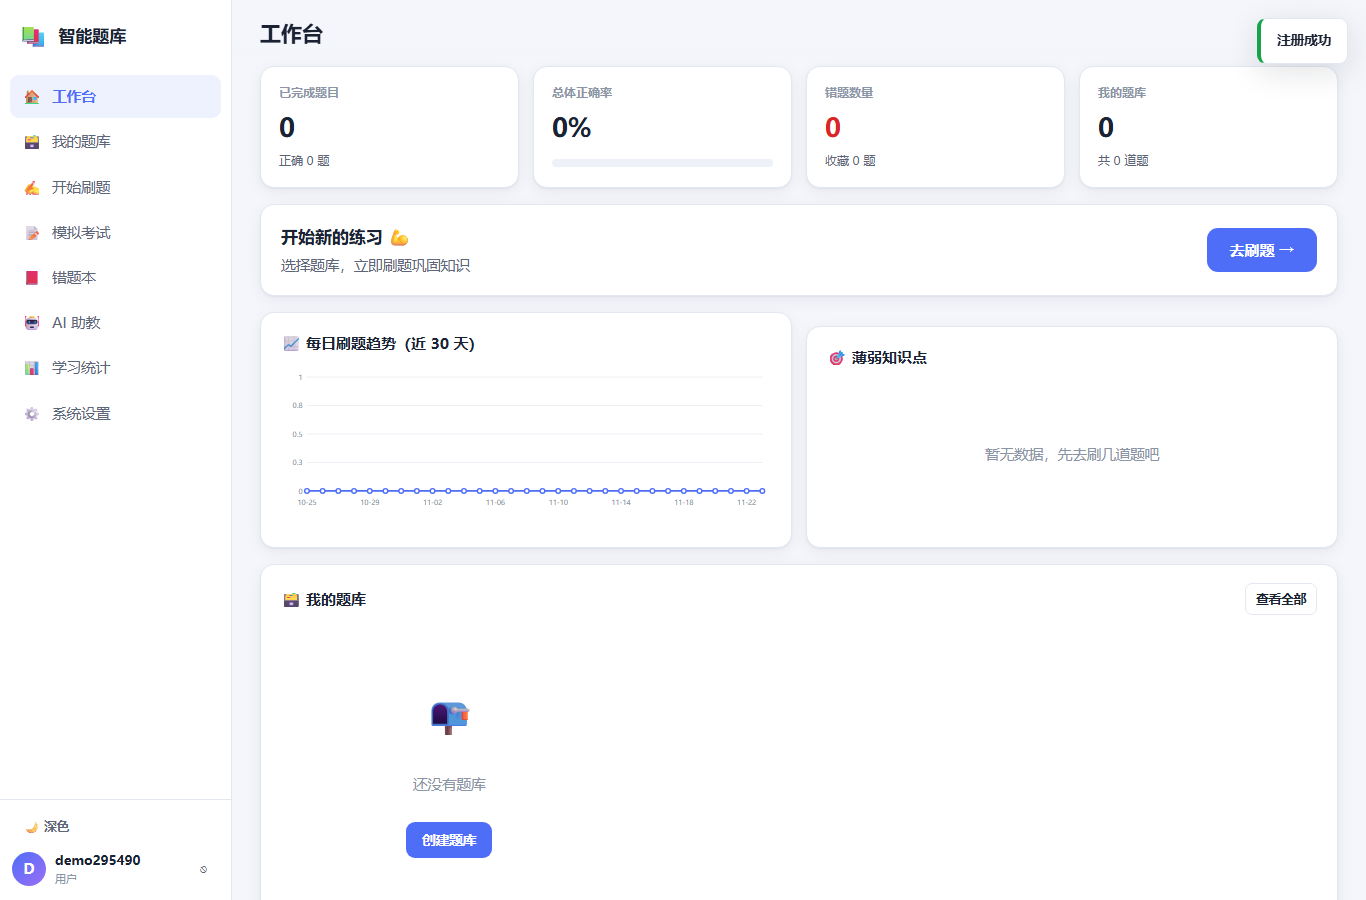 智能题库
工作台
我的题库
开始刷题
模拟考试
错题本
AI 助教
学习统计
系统设置
深色
D
demo295490
用户
工作台
注册成功
已完成题目
0
正确 0 题
总体正确率
0%
错题数量
0
收藏 0 题
我的题库
0
共 0 道题
开始新的练习
选择题库，立即刷题巩固知识
去刷题 →
每日刷题趋势（近 30 天）
1
0.8
0.5
0.3
0
10-25 10-29 11-02 11-06 11-10 11-14 11-18 11-22
薄弱知识点
暂无数据，先去刷几道题吧
我的题库
查看全部
还没有题库
创建题库